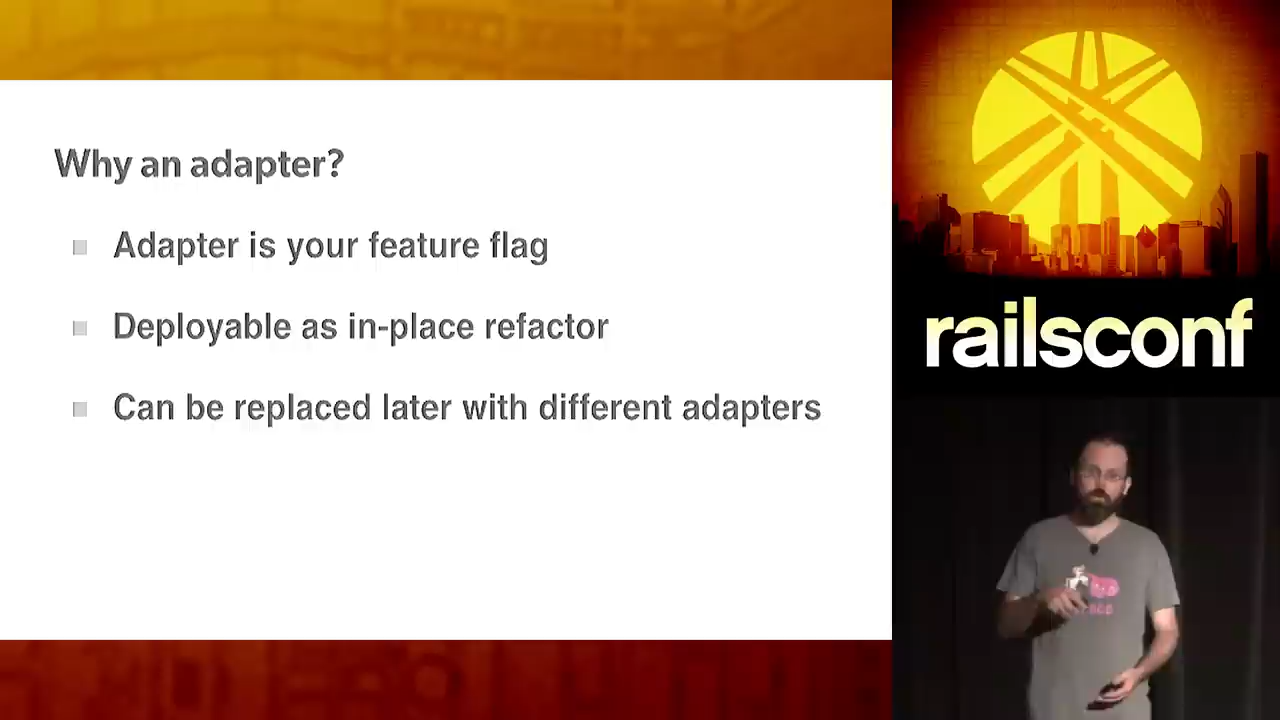 Why an adapter?
Adapter is your feature flag
Deployable as in-place refactor
Can be replaced later with different adapters
railsconf